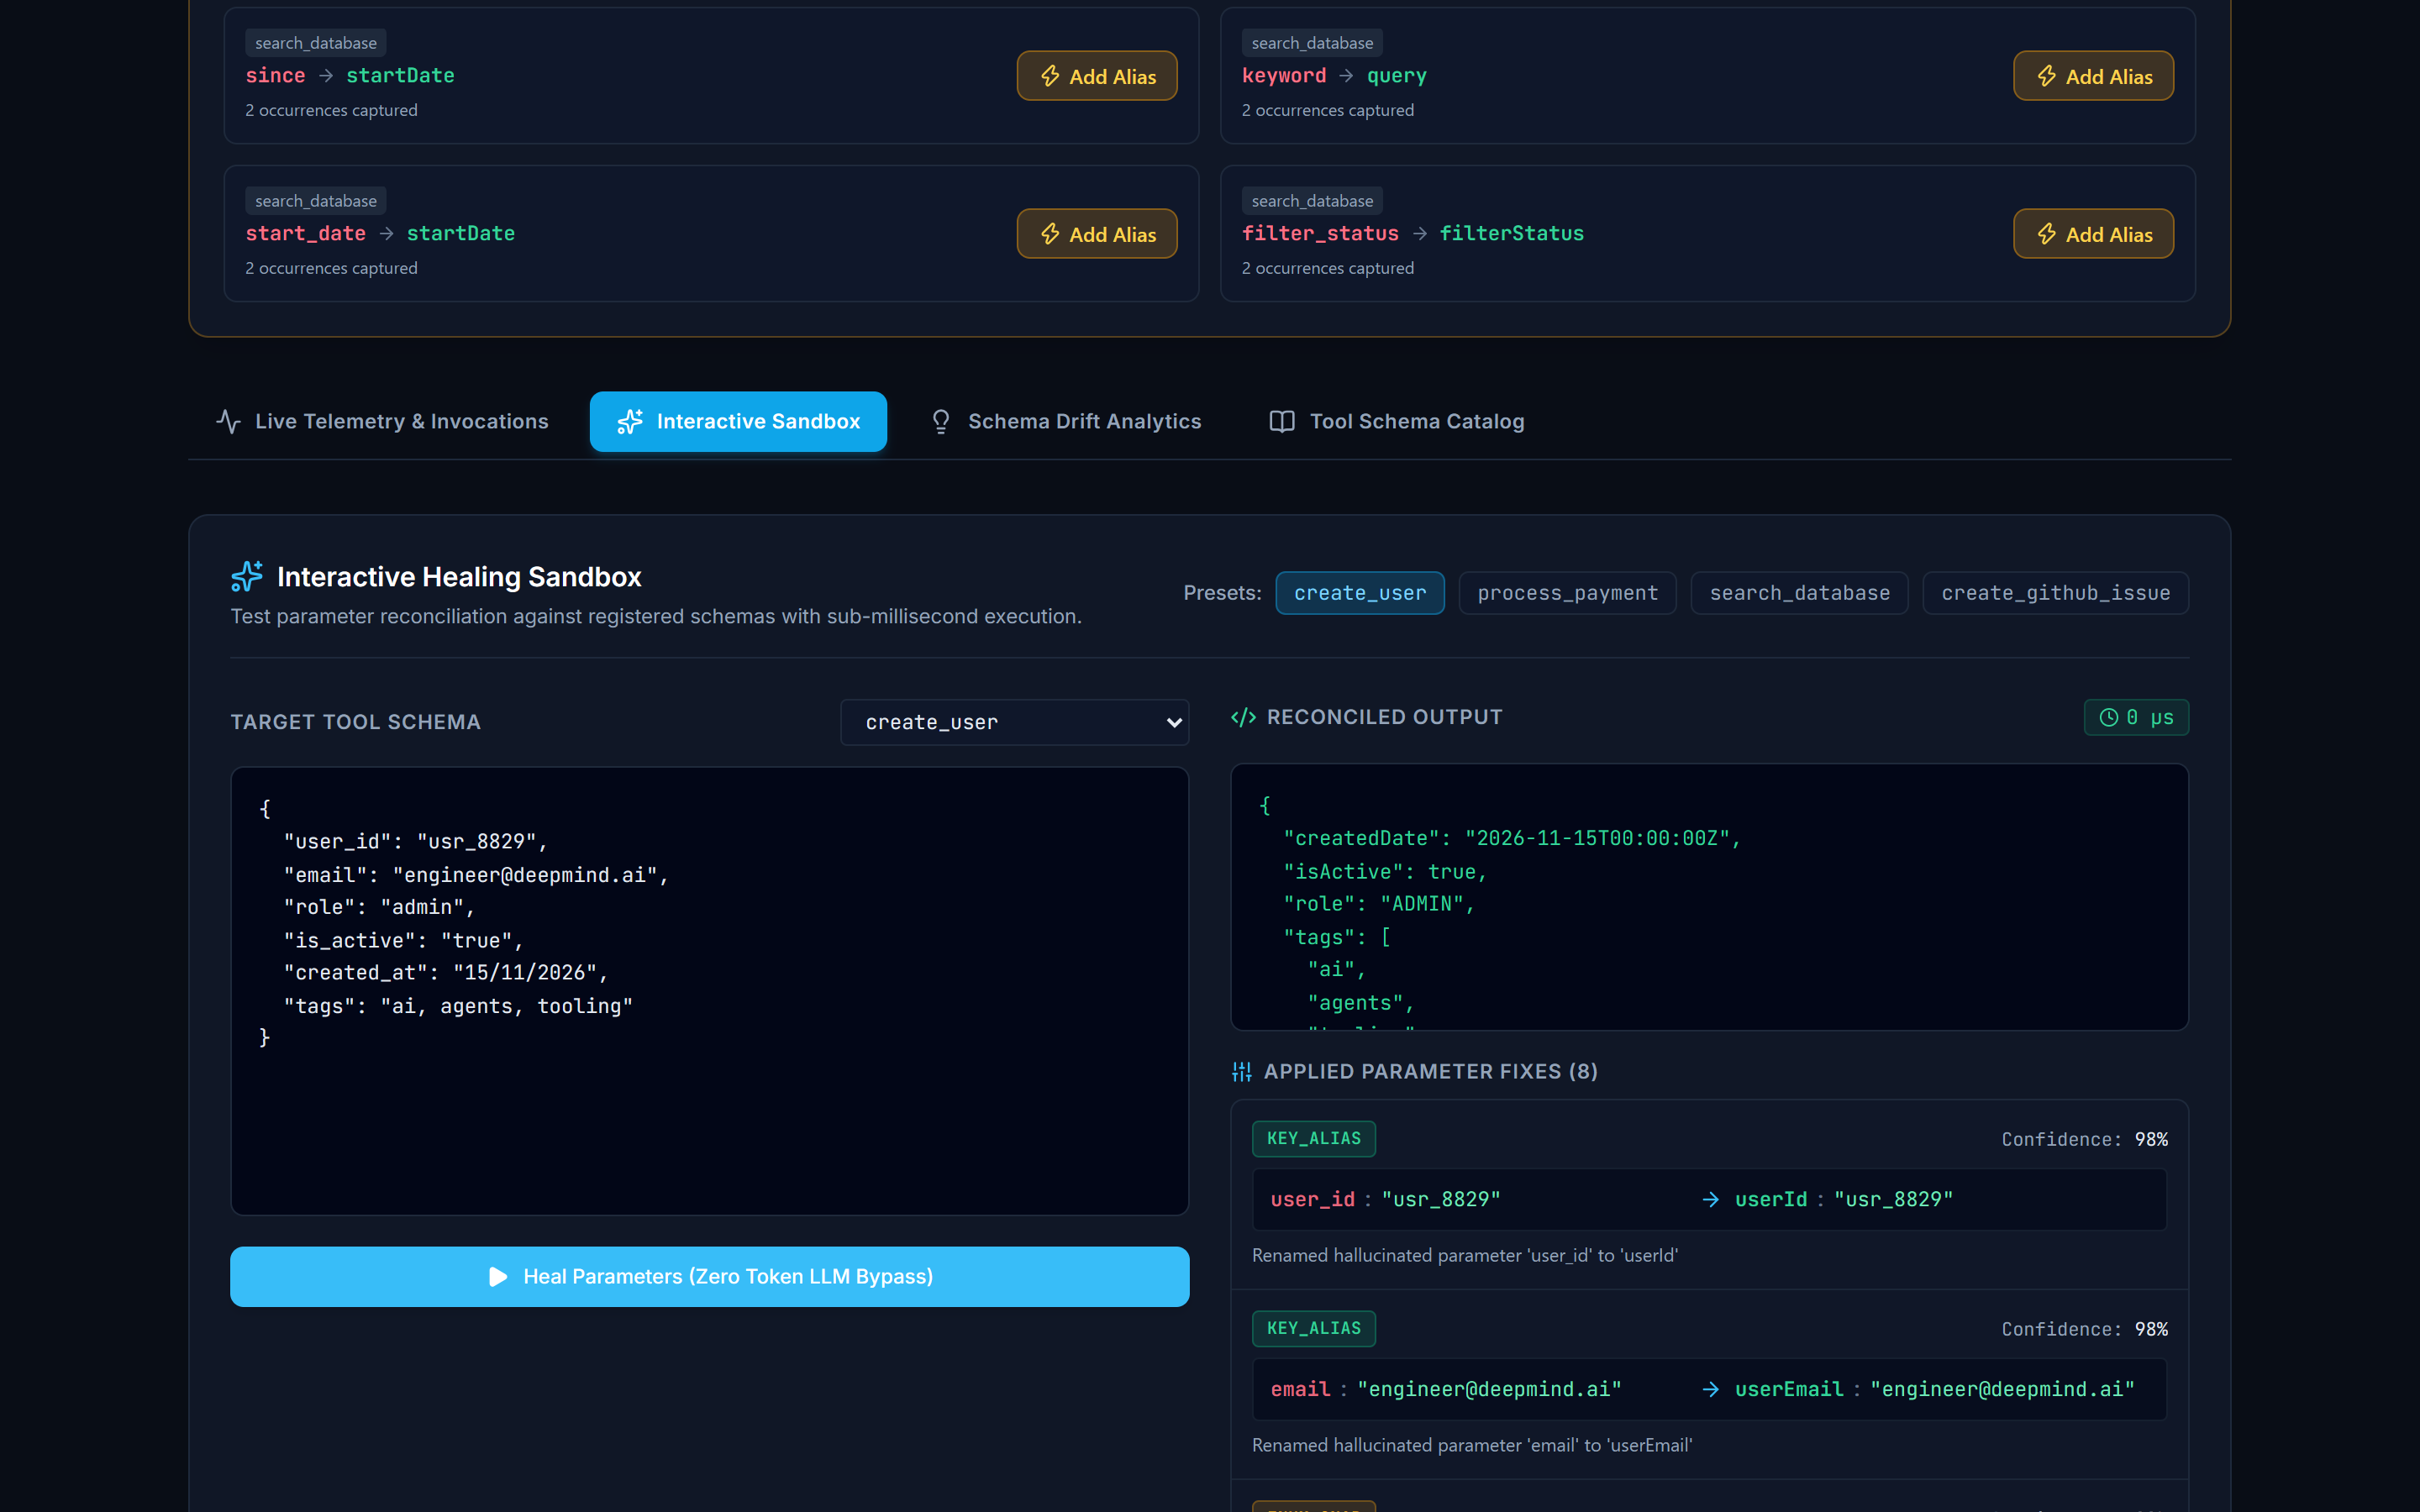 search_database
since → startDate
2 occurrences captured
Add Alias
search_database
keyword → query
2 occurrences captured
Add Alias
search_database
start_date → startDate
2 occurrences captured
Add Alias
search_database
filter_status → filterStatus
2 occurrences captured
Add Alias
Live Telemetry & Invocations
Interactive Sandbox
Schema Drift Analytics
Tool Schema Catalog
Interactive Healing Sandbox
Test parameter reconciliation against registered schemas with sub-millisecond execution.
Presets:
create_user
process_payment
search_database
create_github_issue
TARGET TOOL SCHEMA
create_user
{
"user_id": "usr_8829",
"email": "engineer@deepmind.ai",
"role": "admin",
"is_active": "true",
"created_at": "15/11/2026",
"tags": "ai, agents, tooling"
}
Heal Parameters (Zero Token LLM Bypass)
</> RECONCILED OUTPUT
0 µs
{
"createdDate": "2026-11-15T00:00:00Z",
"isActive": true,
"role": "ADMIN",
"tags": [
"ai",
"agents",
APPLIED PARAMETER FIXES (8)
KEY_ALIAS
Confidence: 98%
user_id : "usr_8829" → userId : "usr_8829"
Renamed hallucinated parameter 'user_id' to 'userId'
KEY_ALIAS
Confidence: 98%
email : "engineer@deepmind.ai" → userEmail : "engineer@deepmind.ai"
Renamed hallucinated parameter 'email' to 'userEmail'